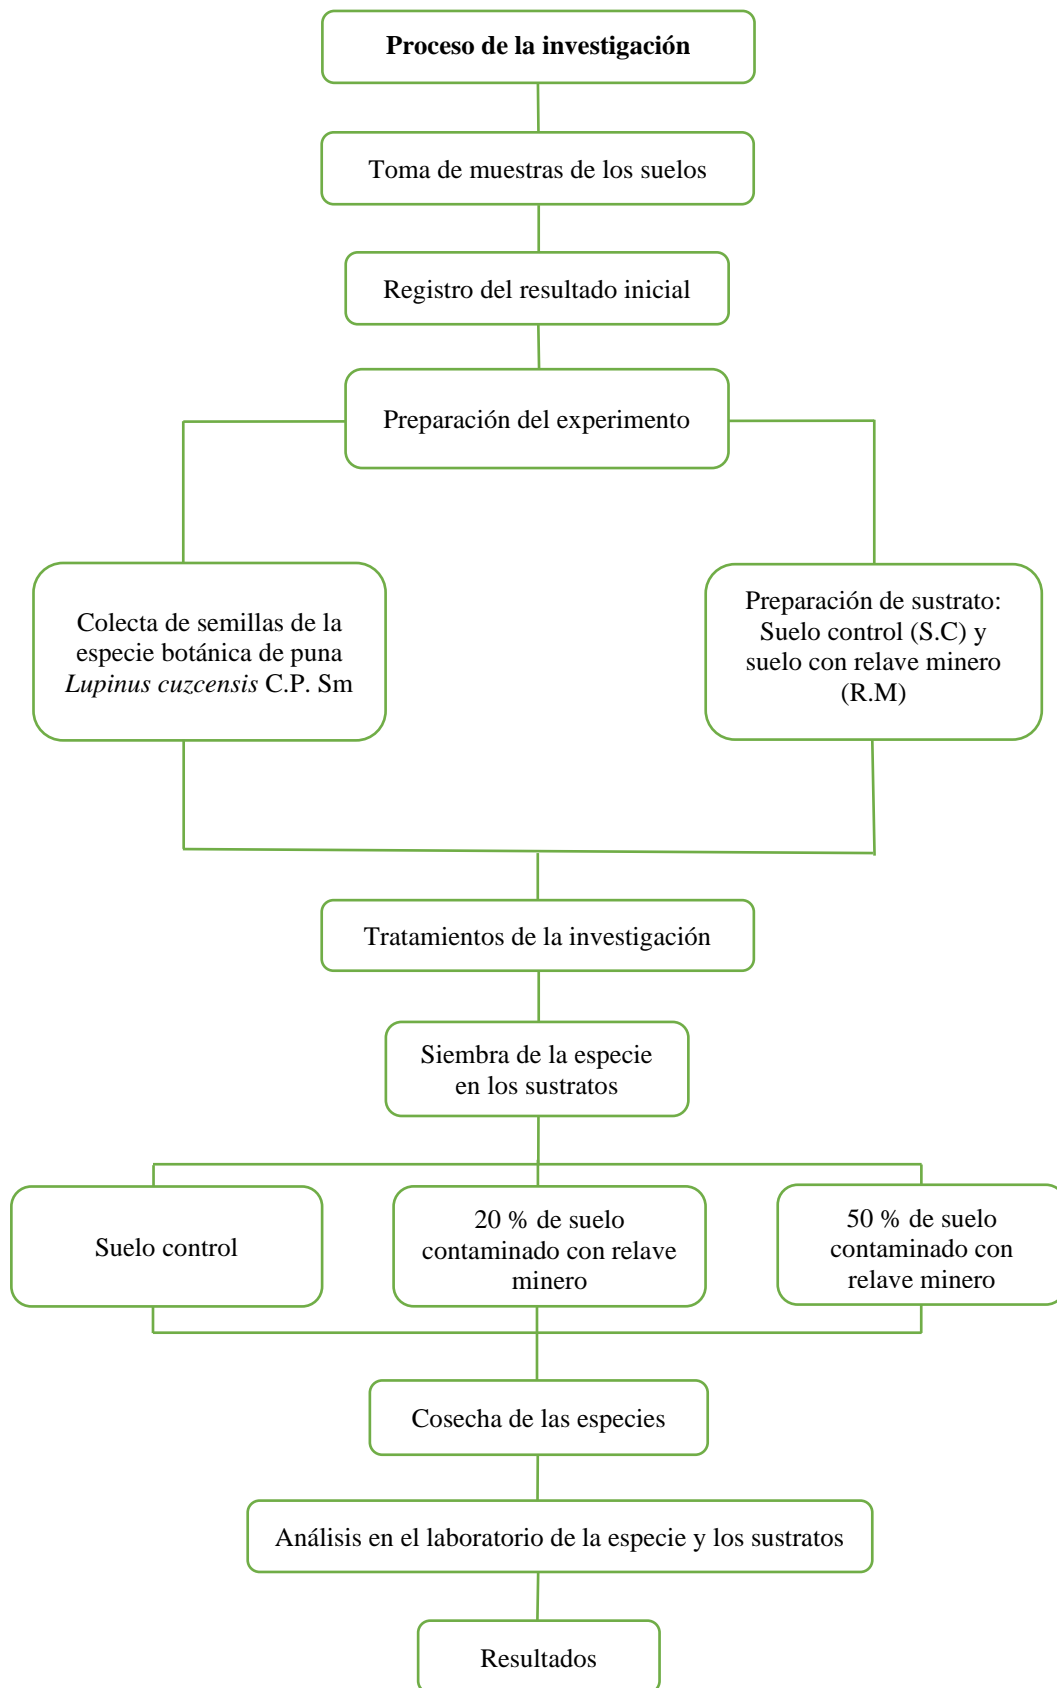 Proceso de la investigación
Toma de muestras de los suelos
Registro del resultado inicial
Preparación del experimento
Colecta de semillas de la
especie botánica de puna
Lupinus cuzcensis C.P. Sm
Preparación de sustrato:
Suelo control (S.C) y
suelo con relave minero
(R.M)
Tratamientos de la investigación
Siembra de la especie
en los sustratos
Suelo control
20 % de suelo
contaminado con relave
minero
50 % de suelo
contaminado con
relave minero
Cosecha de las especies
Análisis en el laboratorio de la especie y los sustratos
Resultados